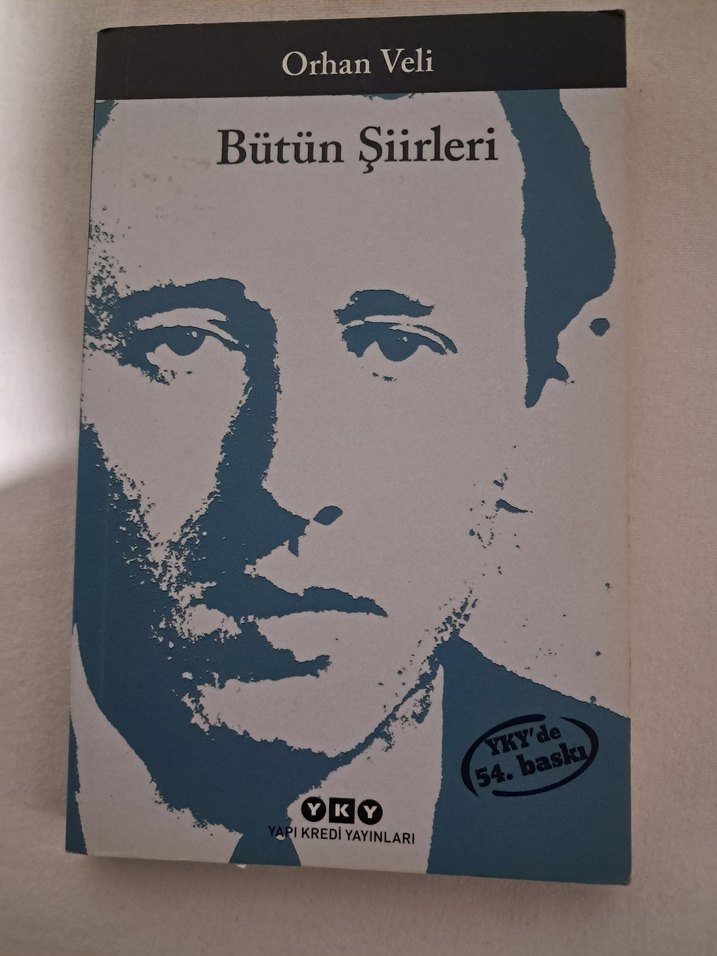 Orhan Veli
Bütün Şiirleri
YKY'de
54. baskı
YKY
YAPI KREDİ YAYINLARI